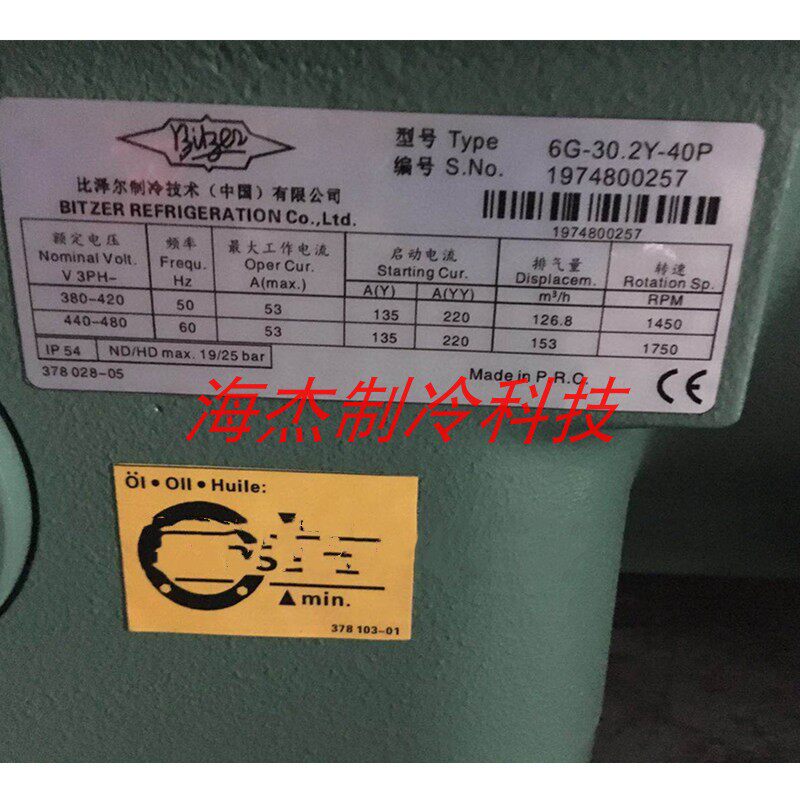 Bitzer
型号 Type 6G-30.2Y-40P
编号 S.No. 1974800257
比泽尔制冷技术（中国）有限公司
BITZER REFRIGERATION Co.,Ltd.
1974800257
额定电压 频率 最大工作电流 启动电流 排气量 转速
Nominal Volt. Frequ. Oper Cur. Starting Cur. Displacem. Rotation Sp.
V 3PH~ Hz A(max.) A(Y) A(YY) m³/h RPM
380-420 50 53 135 220 126.8 1450
440-480 60 53 135 220 153 1750
IP 54 ND/HD max. 19/25 bar
378 028-05 Made in P.R.C. CE
海杰制冷科技
Öl • Oll • Huile:
min.
378 103-01